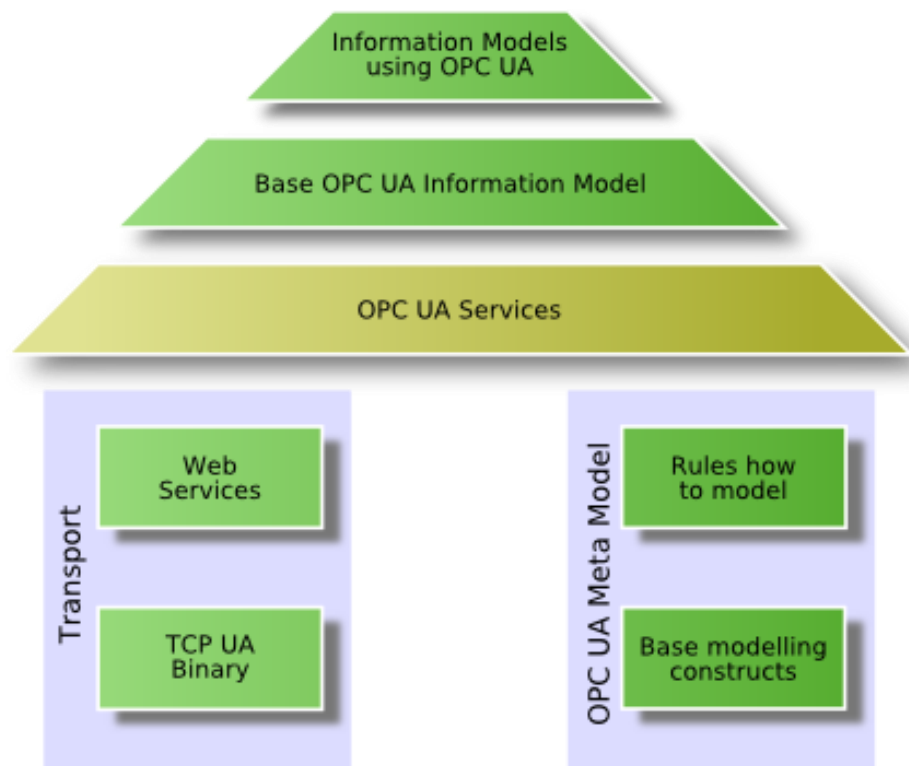 Information Models
using OPC UA
Base OPC UA Information Model
OPC UA Services
Transport
Web
Services
TCP UA
Binary
OPC UA Meta Model
Rules how
to model
Base modelling
constructs